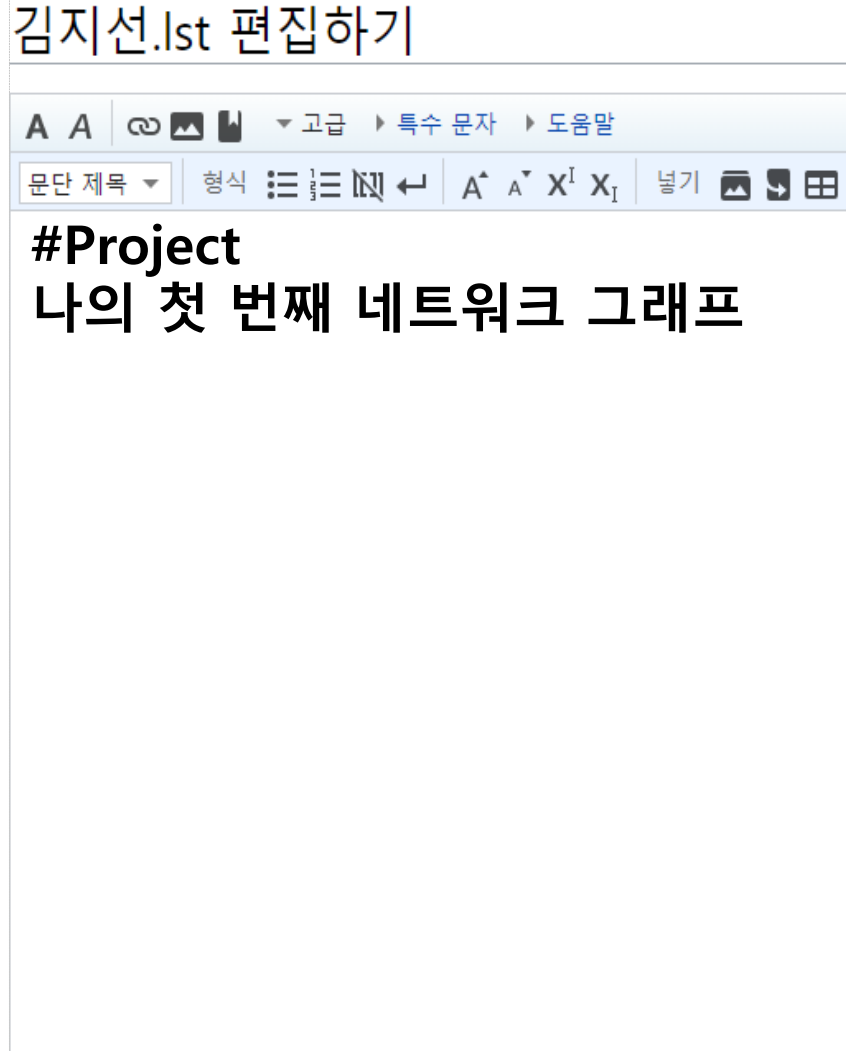 김지선.lst 편집하기
A A 고급 특수 문자 도움말
문단 제목 형식 A A X X 넣기
#Project
나의 첫 번째 네트워크 그래프